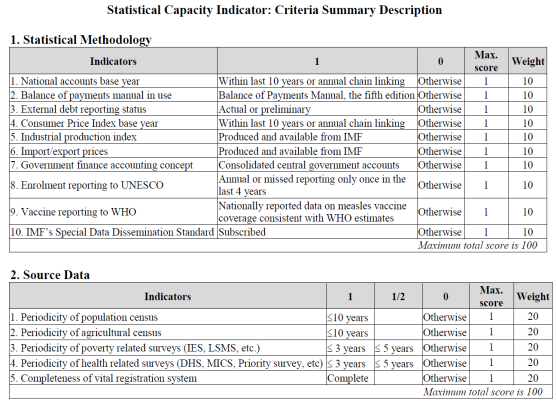 Statistical Capacity Indicator: Criteria Summary Description
1. Statistical Methodology
Indicators 1 0 Max. score Weight
1. National accounts base year Within last 10 years or annual chain linking Otherwise 1 10
2. Balance of payments manual in use Balance of Payments Manual, the fifth edition Otherwise 1 10
3. External debt reporting status Actual or preliminary Otherwise 1 10
4. Consumer Price Index base year Within last 10 years or annual chain linking Otherwise 1 10
5. Industrial production index Produced and available from IMF Otherwise 1 10
6. Import/export prices Produced and available from IMF Otherwise 1 10
7. Government finance accounting concept Consolidated central government accounts Otherwise 1 10
8. Enrolment reporting to UNESCO Annual or missed reporting only once in the last 4 years Otherwise 1 10
9. Vaccine reporting to WHO Nationally reported data on measles vaccine coverage consistent with WHO estimates Otherwise 1 10
10. IMF's Special Data Dissemination Standard Subscribed Otherwise 1 10
Maximum total score is 100
2. Source Data
Indicators 1 1/2 0 Max. score Weight
1. Periodicity of population census ≤10 years Otherwise 1 20
2. Periodicity of agricultural census ≤10 years Otherwise 1 20
3. Periodicity of poverty related surveys (IES, LSMS, etc.) ≤ 3 years ≤ 5 years Otherwise 1 20
4. Periodicity of health related surveys (DHS, MICS, Priority survey, etc) ≤ 3 years ≤ 5 years Otherwise 1 20
5. Completeness of vital registration system Complete Otherwise 1 20
Maximum total score is 100